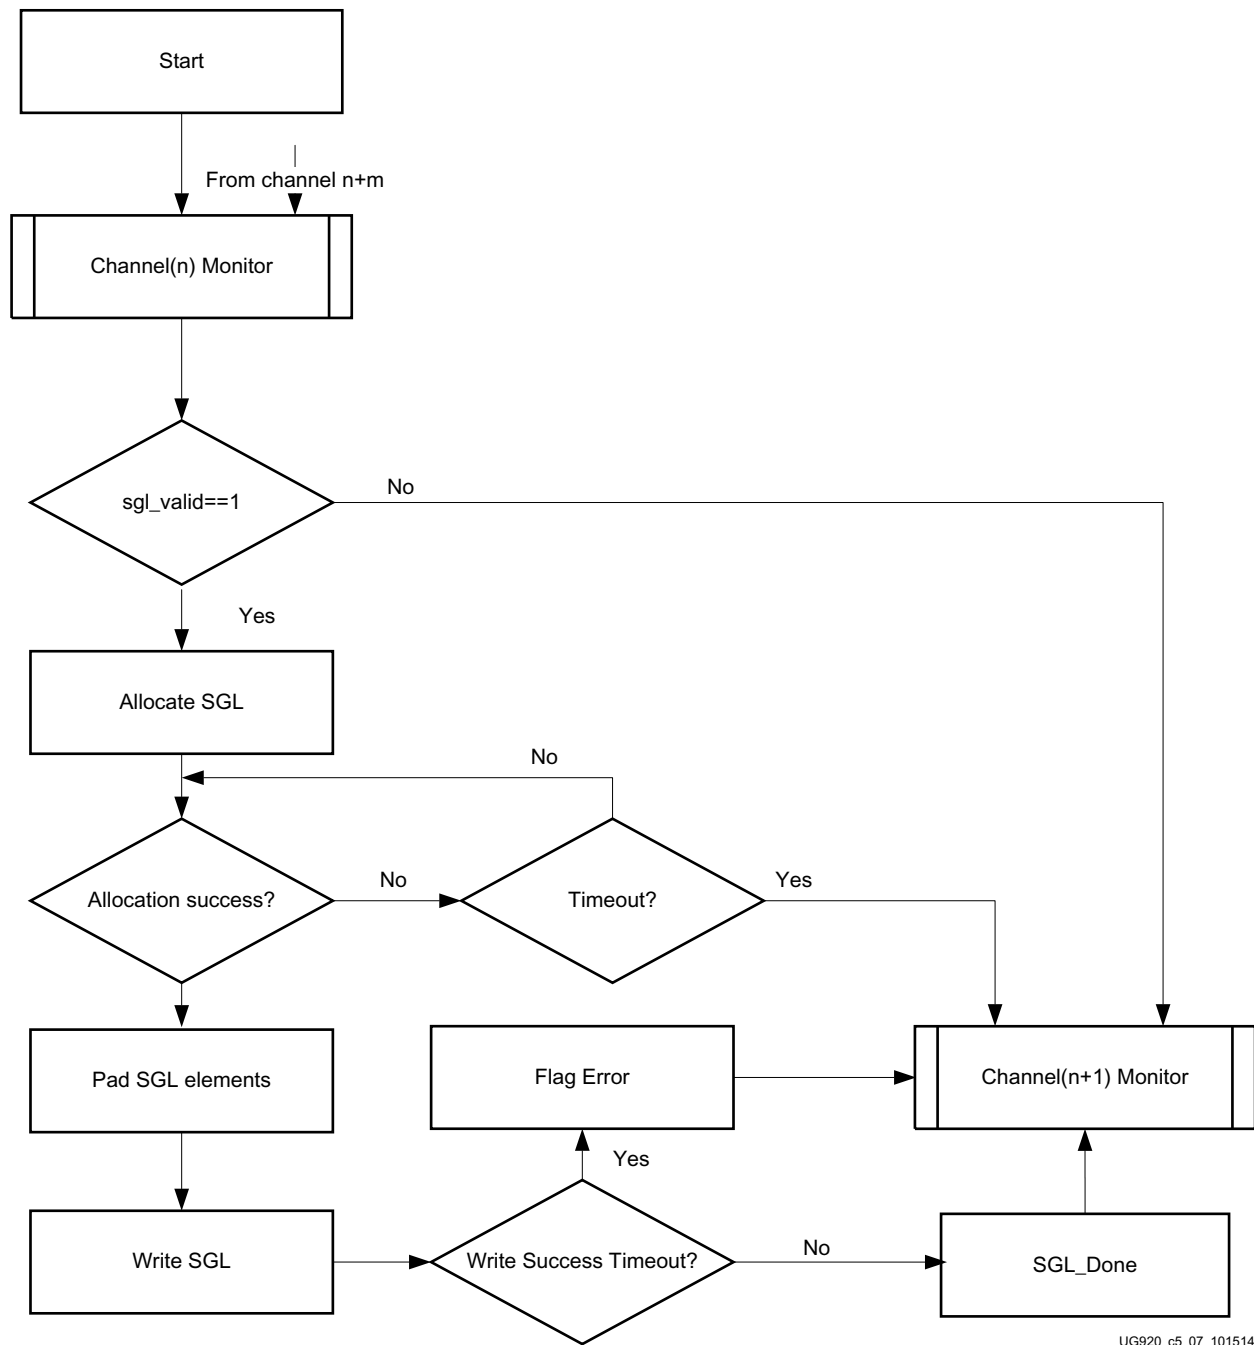 Start
From channel n+m
Channel(n) Monitor
sgl_valid==1
No
Yes
Allocate SGL
No
Allocation success?
No
Timeout?
Yes
Pad SGL elements
Flag Error
Channel(n+1) Monitor
Yes
Write SGL
Write Success Timeout?
No
SGL_Done
UG920_c5_07_101514